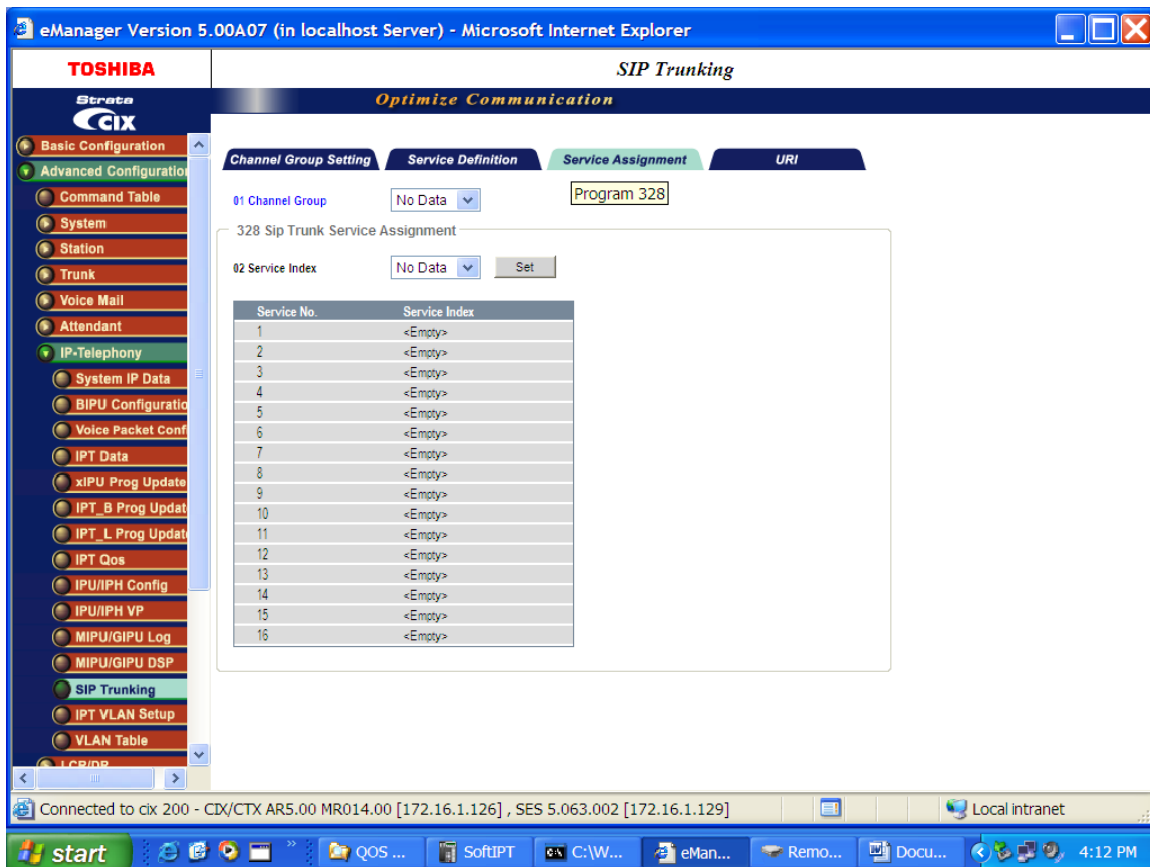 eManager Version 5.00A07 (in localhost Server) - Microsoft Internet Explorer
TOSHIBA
SIP Trunking
Strata
CIX
Optimize Communication
Basic Configuration
Advanced Configuratio
Command Table
System
Station
Trunk
Voice Mail
Attendant
IP-Telephony
System IP Data
BIPU Configuratio
Voice Packet Conf
IPT Data
xIPU Prog Update
IPT_B Prog Updat
IPT_L Prog Updat
IPT Qos
IPU/IPH Config
IPU/IPH VP
MIPU/GIPU Log
MIPU/GIPU DSP
SIP Trunking
IPT VLAN Setup
VLAN Table
LCR/DR
Channel Group Setting Service Definition Service Assignment URI
Program 328
01 Channel Group No Data
328 Sip Trunk Service Assignment
02 Service Index No Data Set
Service No. Service Index
1 <Empty>
2 <Empty>
3 <Empty>
4 <Empty>
5 <Empty>
6 <Empty>
7 <Empty>
8 <Empty>
9 <Empty>
10 <Empty>
11 <Empty>
12 <Empty>
13 <Empty>
14 <Empty>
15 <Empty>
16 <Empty>
Connected to cix 200 - CIX/CTX AR5.00 MR014.00 [172.16.1.126] , SES 5.063.002 [172.16.1.129] Local intranet
start QOS ... SoftIPT C:\W... eMan... Remo... Docu... 4:12 PM